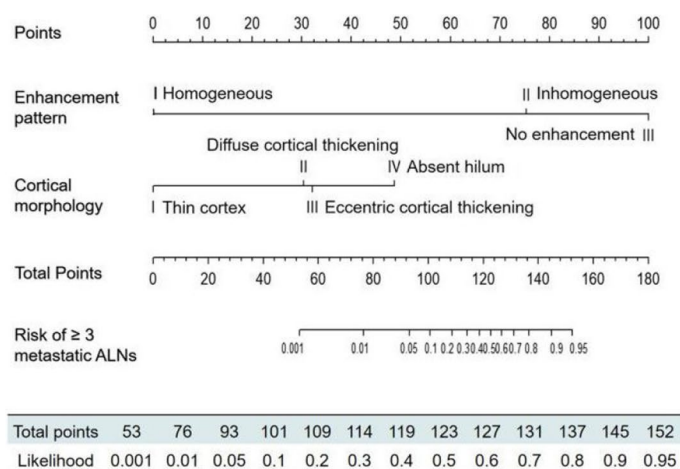 Points
0 10 20 30 40 50 60 70 80 90 100
Enhancement pattern
I Homogeneous
II Inhomogeneous
No enhancement III
Diffuse cortical thickening
II
IV Absent hilum
Cortical morphology
I Thin cortex
III Eccentric cortical thickening
Total Points
0 20 40 60 80 100 120 140 160 180
Risk of ≥ 3 metastatic ALNs
0.001 0.01 0.05 0.1 0.2 0.3 0.4 0.5 0.6 0.7 0.8 0.9 0.95
Total points 53 76 93 101 109 114 119 123 127 131 137 145 152
Likelihood 0.001 0.01 0.05 0.1 0.2 0.3 0.4 0.5 0.6 0.7 0.8 0.9 0.95